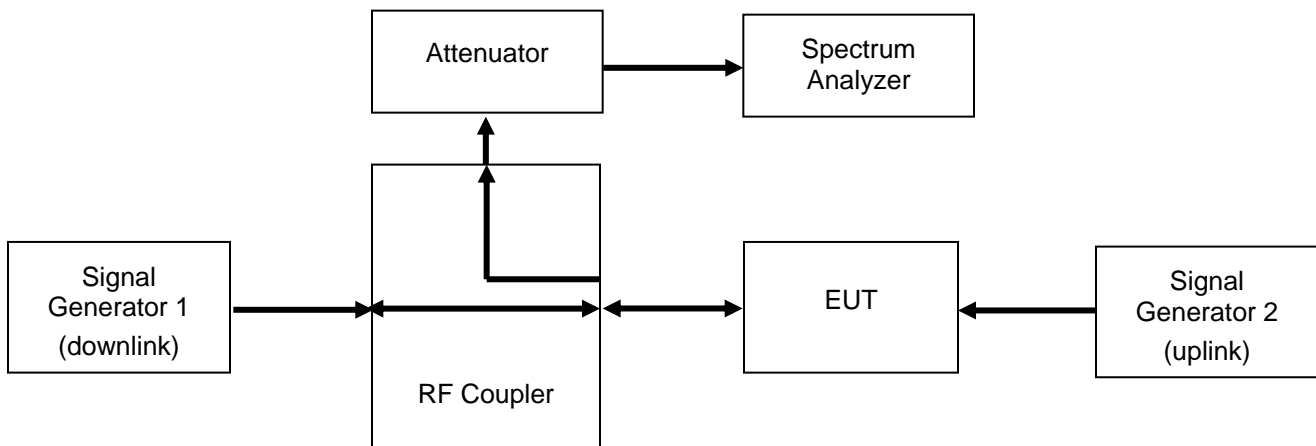 Attenuator
Spectrum
Analyzer
Signal
Generator 1
(downlink)
RF Coupler
EUT
Signal
Generator 2
(uplink)